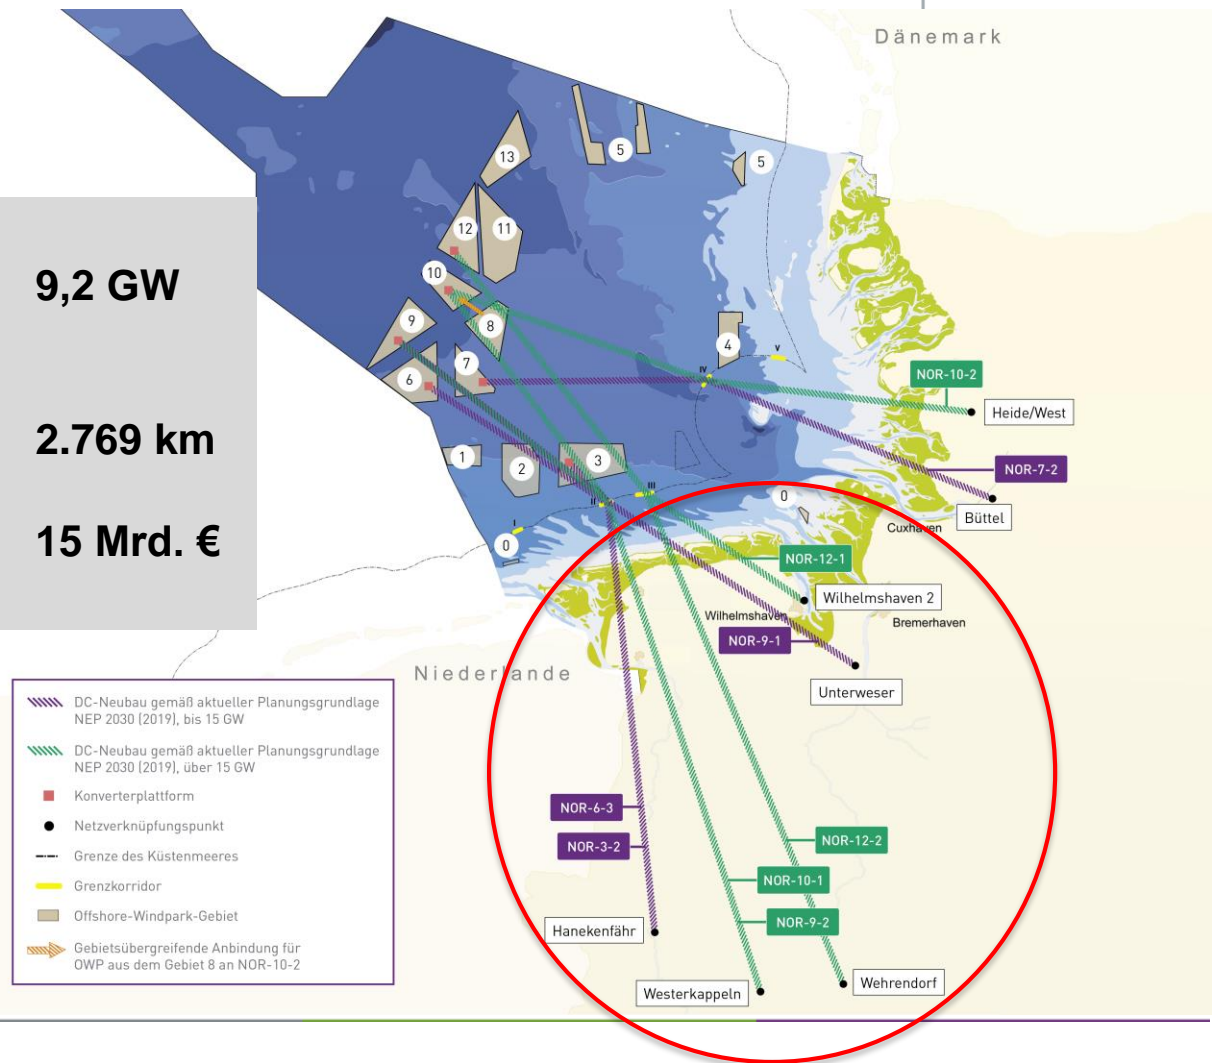 Dänemark
13
5
5
12
11
10
9
8
7
6
4
V
IV
NOR-10-2
Heide/West
1
2
3
NOR-7-2
III
II
I
0
0
Büttel
Cuxhaven
NOR-12-1
Wilhelmshaven 2
Wilhelmshaven
Bremerhaven
NOR-9-1
Niederlande
Unterweser
NOR-6-3
NOR-3-2
NOR-12-2
NOR-10-1
NOR-9-2
Hanekenfähr
Westerkappeln
Wehrendorf
9,2 GW
2.769 km
15 Mrd. €
DC-Neubau gemäß aktueller Planungsgrundlage
NEP 2030 (2019), bis 15 GW
DC-Neubau gemäß aktueller Planungsgrundlage
NEP 2030 (2019), über 15 GW
Konverterplattform
Netzverknüpfungspunkt
Grenze des Küstenmeeres
Grenzkorridor
Offshore-Windpark-Gebiet
Gebietsübergreifende Anbindung für
OWP aus dem Gebiet 8 an NOR-10-2